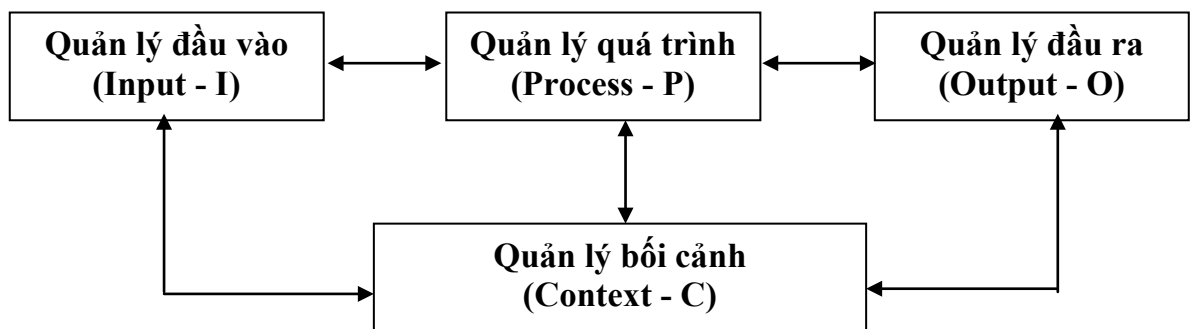 Quản lý đầu vào
(Input - I)
Quản lý quá trình
(Process - P)
Quản lý đầu ra
(Output - O)
Quản lý bối cảnh
(Context - C)